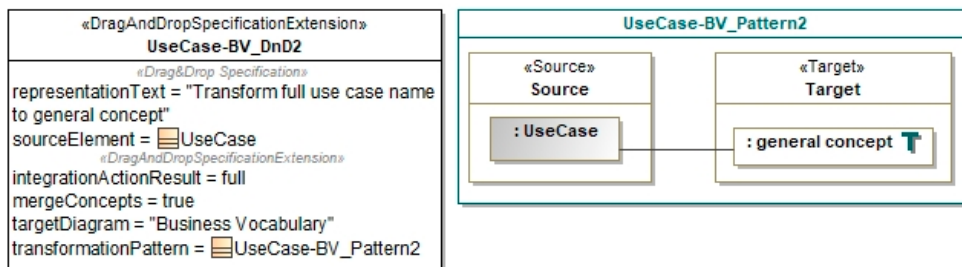 «DragAndDropSpecificationExtension»
UseCase-BV_DnD2
«Drag&Drop Specification»
representationText = "Transform full use case name
to general concept"
sourceElement = UseCase
«DragAndDropSpecificationExtension»
integrationActionResult = full
mergeConcepts = true
targetDiagram = "Business Vocabulary"
transformationPattern = UseCase-BV_Pattern2
UseCase-BV_Pattern2
«Source»
Source
: UseCase
«Target»
Target
: general concept